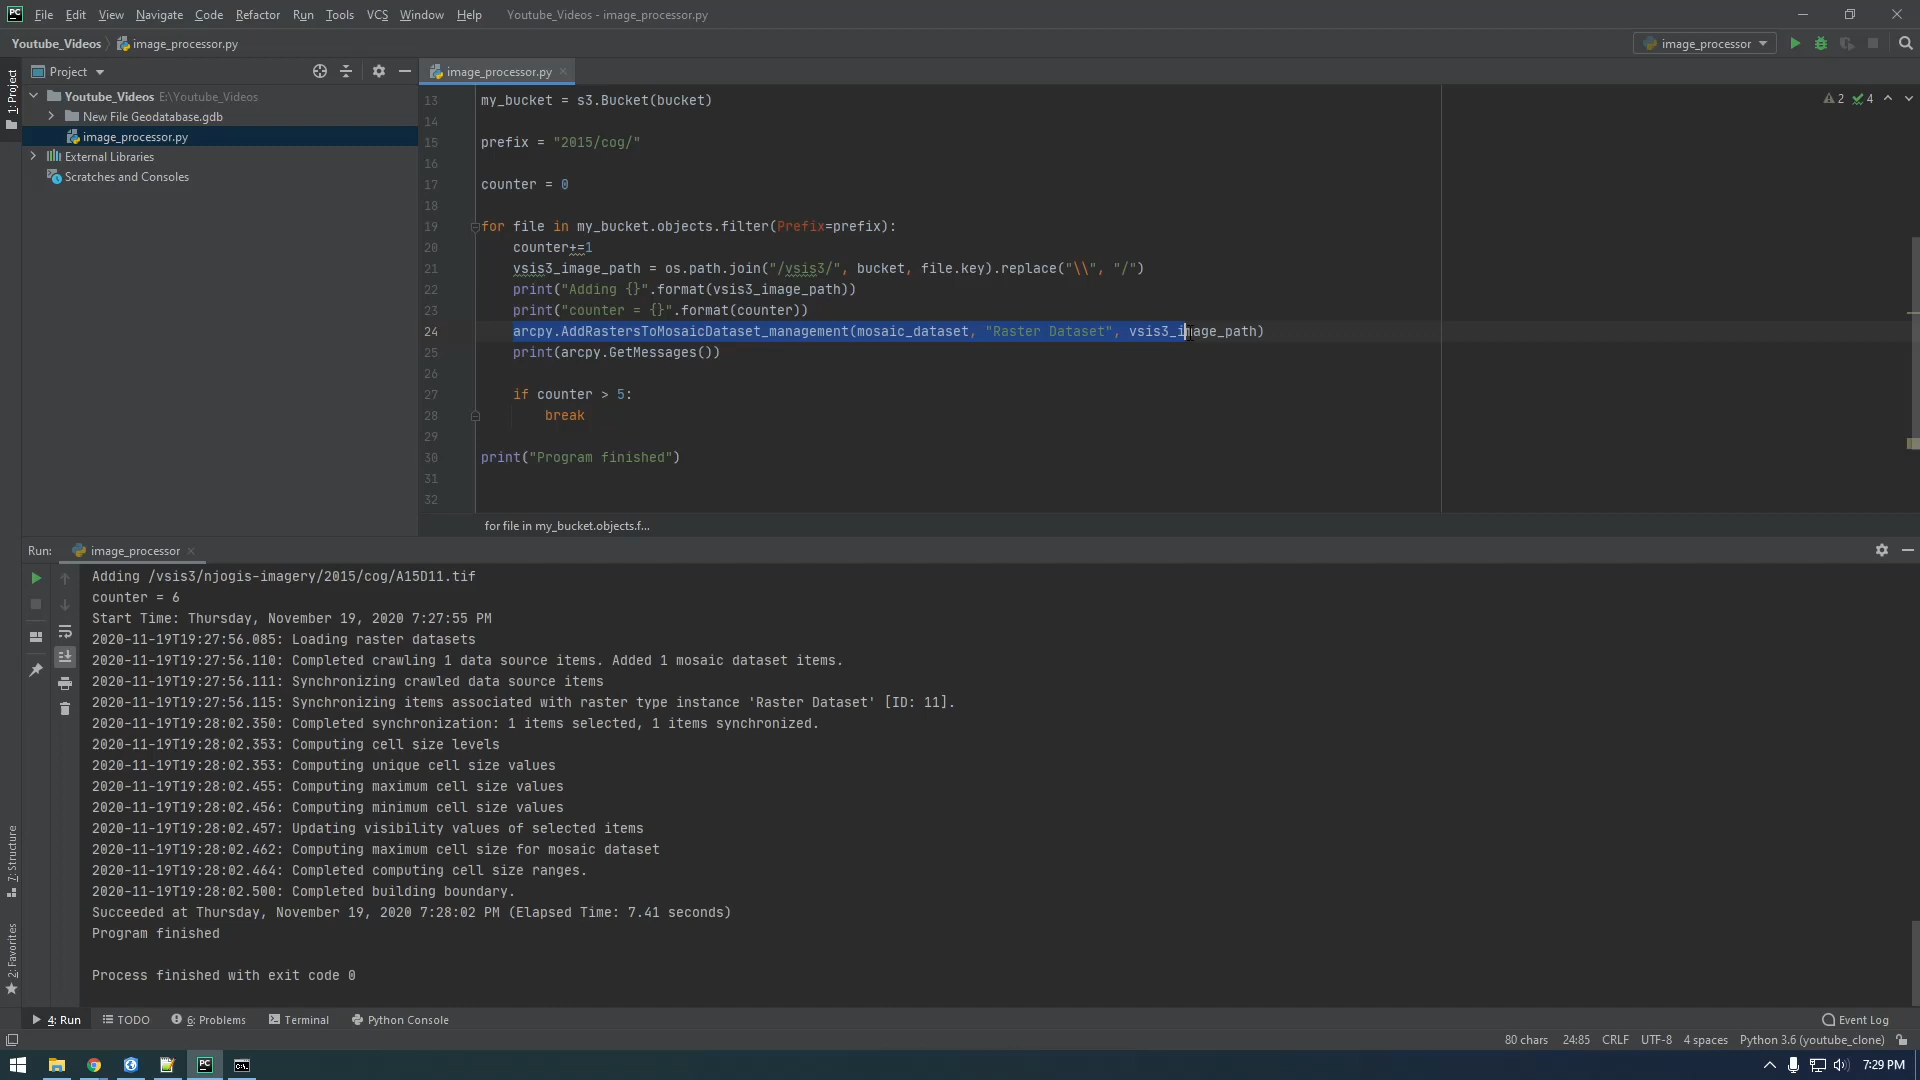 PC File Edit View Navigate Code Refactor Run Tools VCS Window Help Youtube_Videos - image_processor.py
Youtube_Videos image_processor.py image_processor
Project image_processor.py
1: Project
Youtube_Videos E:\Youtube_Videos
New File Geodatabase.gdb
image_processor.py
External Libraries
Scratches and Consoles
2 4
13 my_bucket = s3.Bucket(bucket)
14
15 prefix = "2015/cog/"
16
17 counter = 0
18
19 for file in my_bucket.objects.filter(Prefix=prefix):
20 counter+=1
21 vsis3_image_path = os.path.join("/vsis3/", bucket, file.key).replace("\\", "/")
22 print("Adding {}".format(vsis3_image_path))
23 print("counter = {}".format(counter))
24 arcpy.AddRastersToMosaicDataset_management(mosaic_dataset, "Raster Dataset", vsis3_image_path)
25 print(arcpy.GetMessages())
26
27 if counter > 5:
28 break
29
30 print("Program finished")
31
32
for file in my_bucket.objects.f...
Run: image_processor
Adding /vsis3/njogis-imagery/2015/cog/A15D11.tif
counter = 6
Start Time: Thursday, November 19, 2020 7:27:55 PM
2020-11-19T19:27:56.085: Loading raster datasets
2020-11-19T19:27:56.110: Completed crawling 1 data source items. Added 1 mosaic dataset items.
2020-11-19T19:27:56.111: Synchronizing crawled data source items
2020-11-19T19:27:56.115: Synchronizing items associated with raster type instance 'Raster Dataset' [ID: 11].
2020-11-19T19:28:02.350: Completed synchronization: 1 items selected, 1 items synchronized.
2020-11-19T19:28:02.353: Computing cell size levels
2020-11-19T19:28:02.353: Computing unique cell size values
2020-11-19T19:28:02.455: Computing maximum cell size values
2020-11-19T19:28:02.456: Computing minimum cell size values
2020-11-19T19:28:02.457: Updating visibility values of selected items
2020-11-19T19:28:02.462: Computing maximum cell size for mosaic dataset
2020-11-19T19:28:02.464: Completed computing cell size ranges.
2020-11-19T19:28:02.500: Completed building boundary.
Succeeded at Thursday, November 19, 2020 7:28:02 PM (Elapsed Time: 7.41 seconds)
Program finished
Process finished with exit code 0
7: Structure
2: Favorites
4: Run TODO 6: Problems Terminal Python Console Event Log
80 chars 24:85 CRLF UTF-8 4 spaces Python 3.6 (youtube_clone)
PC C:\. 7:29 PM